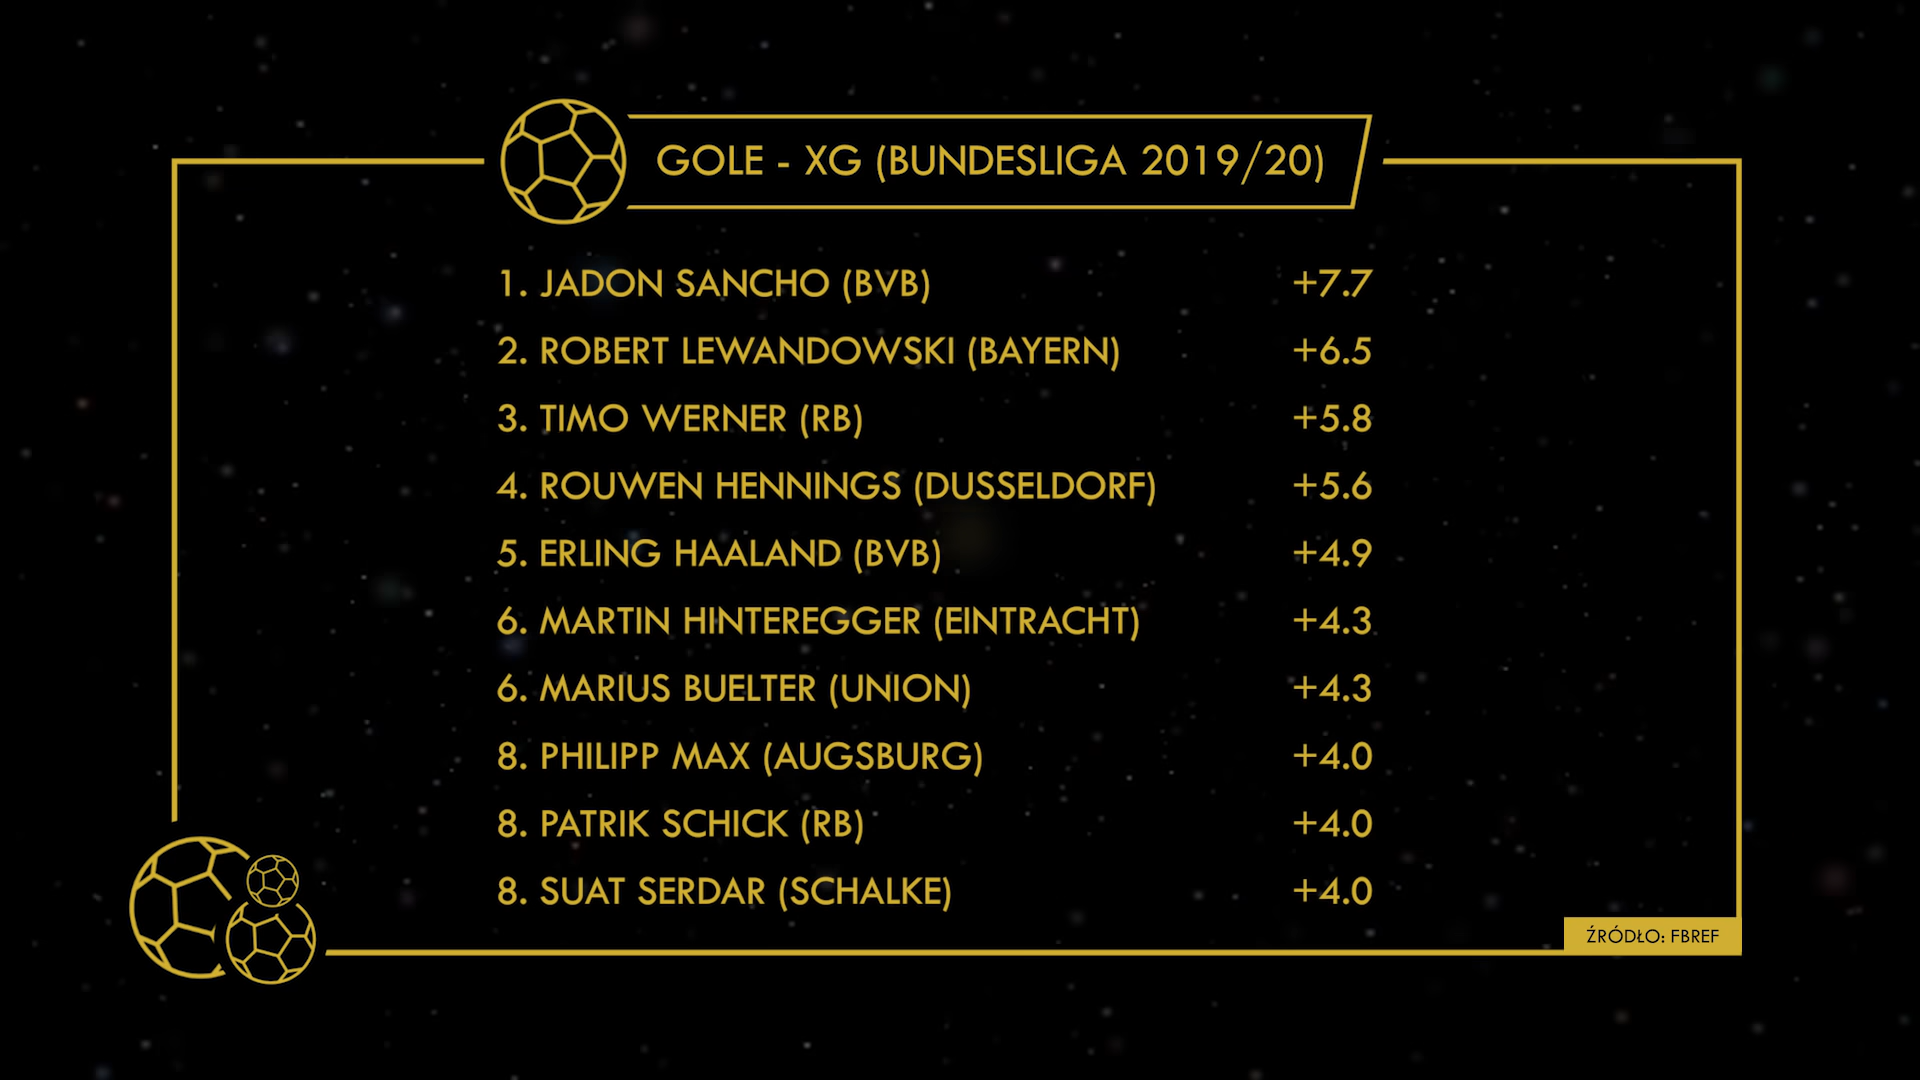 GOLE - XG (BUNDESLIGA 2019/20)
1. JADON SANCHO (BVB) +7.7
2. ROBERT LEWANDOWSKI (BAYERN) +6.5
3. TIMO WERNER (RB) +5.8
4. ROUWEN HENNINGS (DUSSELDORF) +5.6
5. ERLING HAALAND (BVB) +4.9
6. MARTIN HINTEREGGER (EINTRACHT) +4.3
6. MARIUS BUELTER (UNION) +4.3
8. PHILIPP MAX (AUGSBURG) +4.0
8. PATRIK SCHICK (RB) +4.0
8. SUAT SERDAR (SCHALKE) +4.0
ŹRÓDŁO: FBREF